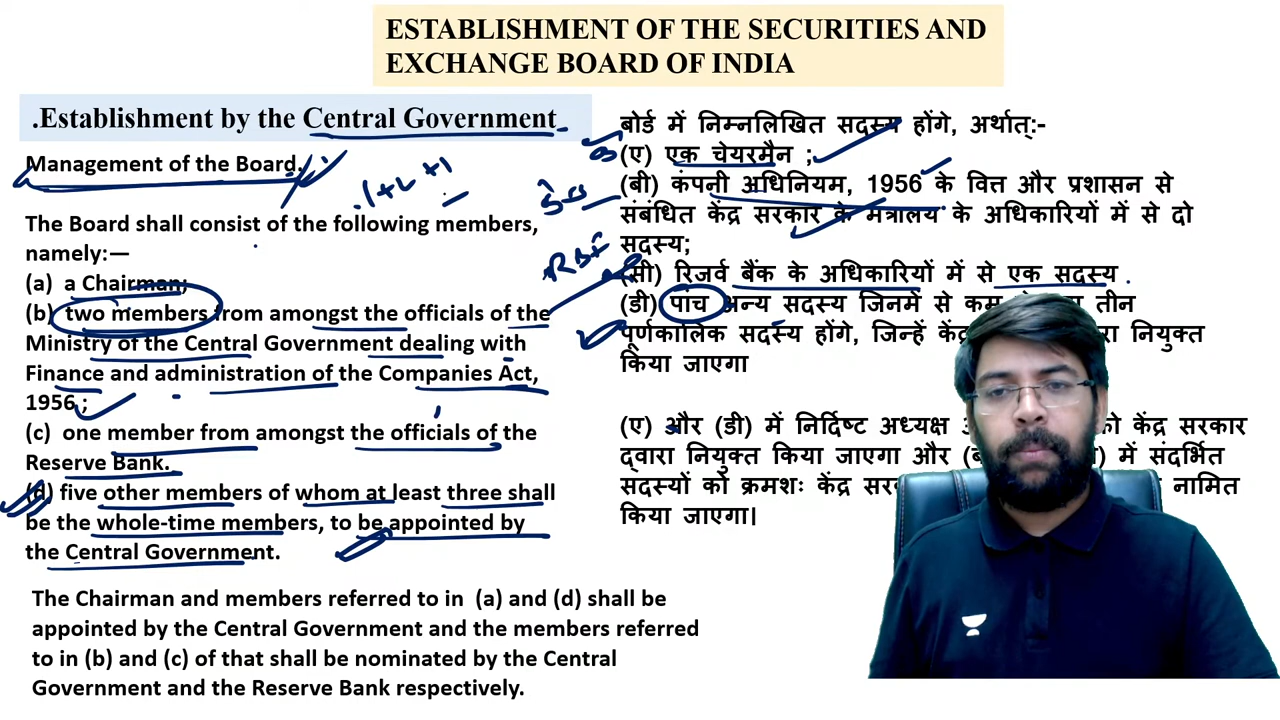 ESTABLISHMENT OF THE SECURITIES AND
EXCHANGE BOARD OF INDIA
.Establishment by the Central Government
Management of the Board.
1+2+1
The Board shall consist of the following members,
namely:—
(a) a Chairman;
(b) two members from amongst the officials of the
Ministry of the Central Government dealing with
Finance and administration of the Companies Act,
1956 ;
(c) one member from amongst the officials of the
Reserve Bank.
(d) five other members of whom at least three shall
be the whole-time members, to be appointed by
the Central Government.
The Chairman and members referred to in (a) and (d) shall be
appointed by the Central Government and the members referred
to in (b) and (c) of that shall be nominated by the Central
Government and the Reserve Bank respectively.
बोर्ड में निम्नलिखित सदस्य होंगे, अर्थात्:-
(ए) एक चेयरमैन ;
(बी) कंपनी अधिनियम, 1956 के वित्त और प्रशासन से
संबंधित केंद्र सरकार के मंत्रालय के अधिकारियों में से दो
सदस्य;
(सी) रिजर्व बैंक के अधिकारियों में से एक सदस्य .
(डी) पांच अन्य सदस्य जिनमें से कम तीन
पूर्णकालिक सदस्य होंगे, जिन्हें नियुक्त
किया जाएगा
(ए) और (डी) में निर्दिष्ट अध्यक्ष को केंद्र सरकार
द्वारा नियुक्त किया जाएगा और में संदर्भित
सदस्यों को क्रमशः केंद्र नामित
किया जाएगा।